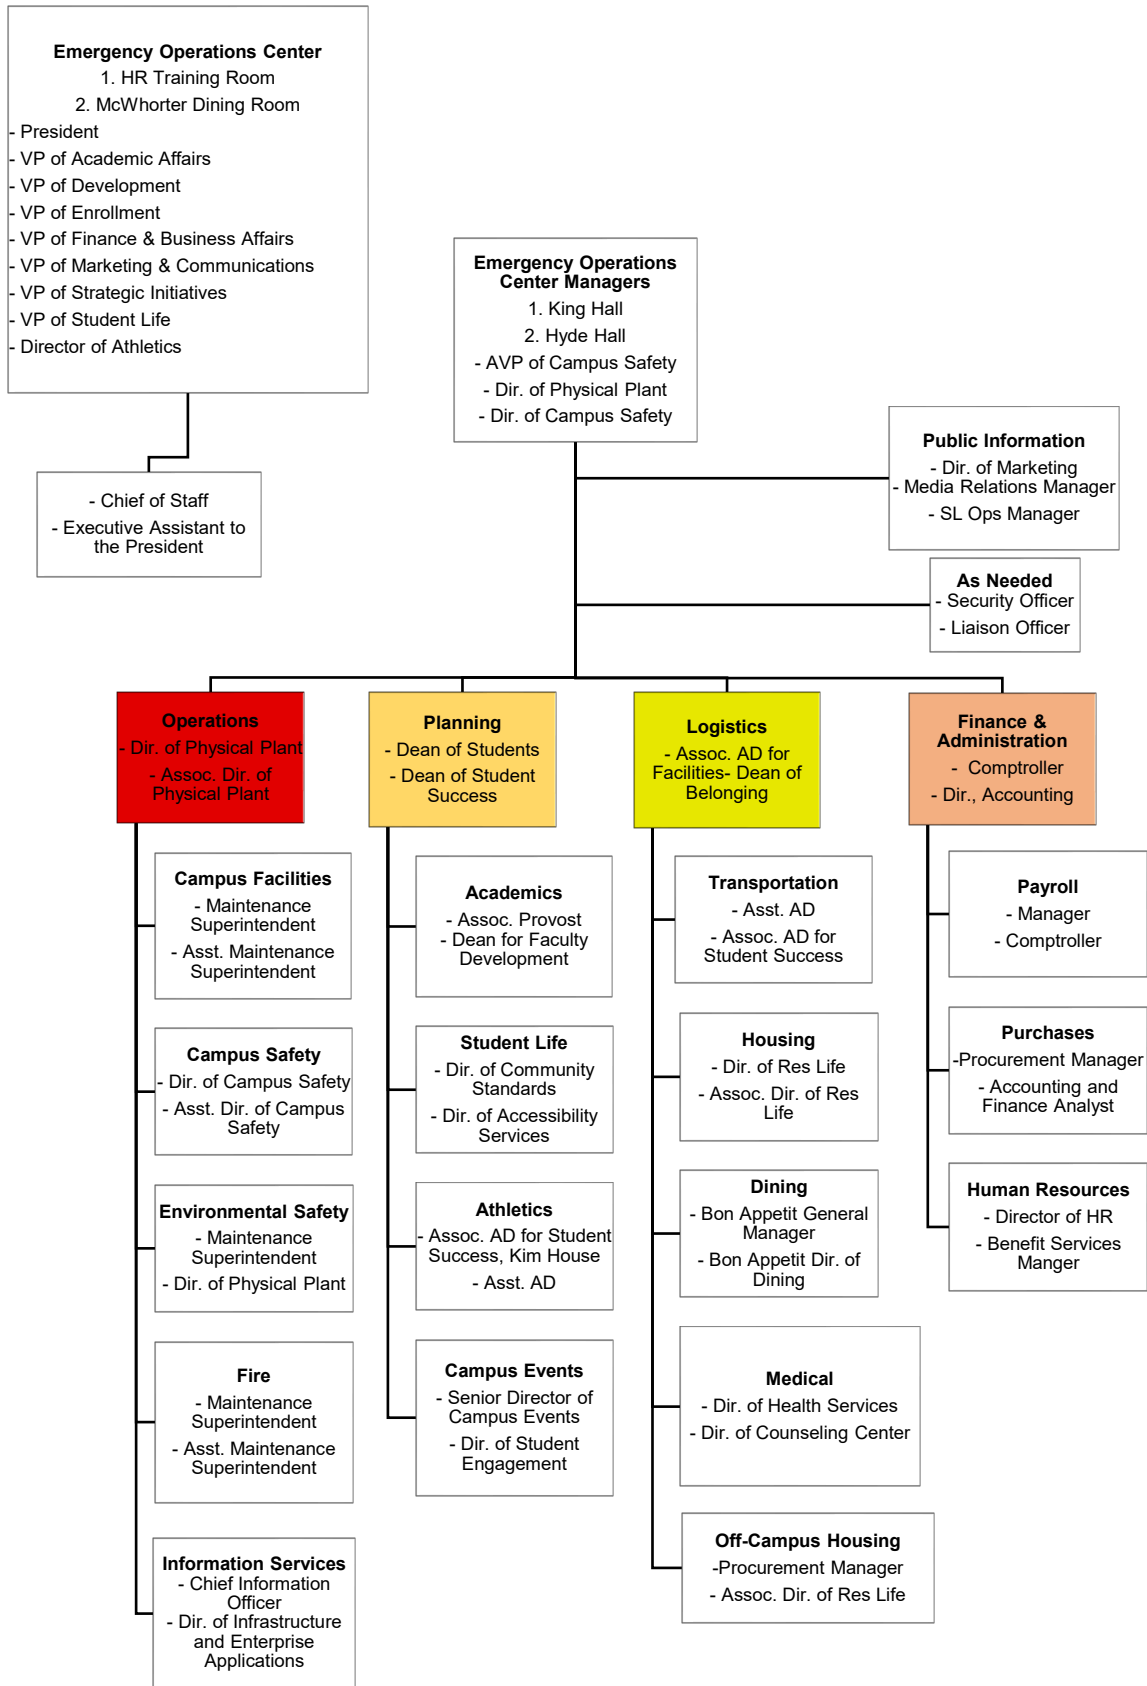 Emergency Operations Center
1. HR Training Room
2. McWhorter Dining Room
- President
- VP of Academic Affairs
- VP of Development
- VP of Enrollment
- VP of Finance & Business Affairs
- VP of Marketing & Communications
- VP of Strategic Initiatives
- VP of Student Life
- Director of Athletics
- Chief of Staff
- Executive Assistant to
the President
Emergency Operations
Center Managers
1. King Hall
2. Hyde Hall
- AVP of Campus Safety
- Dir. of Physical Plant
- Dir. of Campus Safety
Public Information
- Dir. of Marketing
- Media Relations Manager
- SL Ops Manager
As Needed
- Security Officer
- Liaison Officer
Operations
- Dir. of Physical Plant
- Assoc. Dir. of
Physical Plant
Campus Facilities
- Maintenance
Superintendent
- Asst. Maintenance
Superintendent
Campus Safety
- Dir. of Campus Safety
- Asst. Dir. of Campus
Safety
Environmental Safety
- Maintenance
Superintendent
- Dir. of Physical Plant
Fire
- Maintenance
Superintendent
- Asst. Maintenance
Superintendent
Information Services
- Chief Information
Officer
- Dir. of Infrastructure
and Enterprise
Applications
Planning
- Dean of Students
- Dean of Student
Success
Academics
- Assoc. Provost
- Dean for Faculty
Development
Student Life
- Dir. of Community
Standards
- Dir. of Accessibility
Services
Athletics
- Assoc. AD for Student
Success, Kim House
- Asst. AD
Campus Events
- Senior Director of
Campus Events
- Dir. of Student
Engagement
Logistics
- Assoc. AD for
Facilities- Dean of
Belonging
Transportation
- Asst. AD
- Assoc. AD for
Student Success
Housing
- Dir. of Res Life
- Assoc. Dir. of Res
Life
Dining
- Bon Appetit General
Manager
- Bon Appetit Dir. of
Dining
Medical
- Dir. of Health Services
- Dir. of Counseling Center
Off-Campus Housing
-Procurement Manager
- Assoc. Dir. of Res Life
Finance &
Administration
- Comptroller
- Dir., Accounting
Payroll
- Manager
- Comptroller
Purchases
-Procurement Manager
- Accounting and
Finance Analyst
Human Resources
- Director of HR
- Benefit Services
Manger